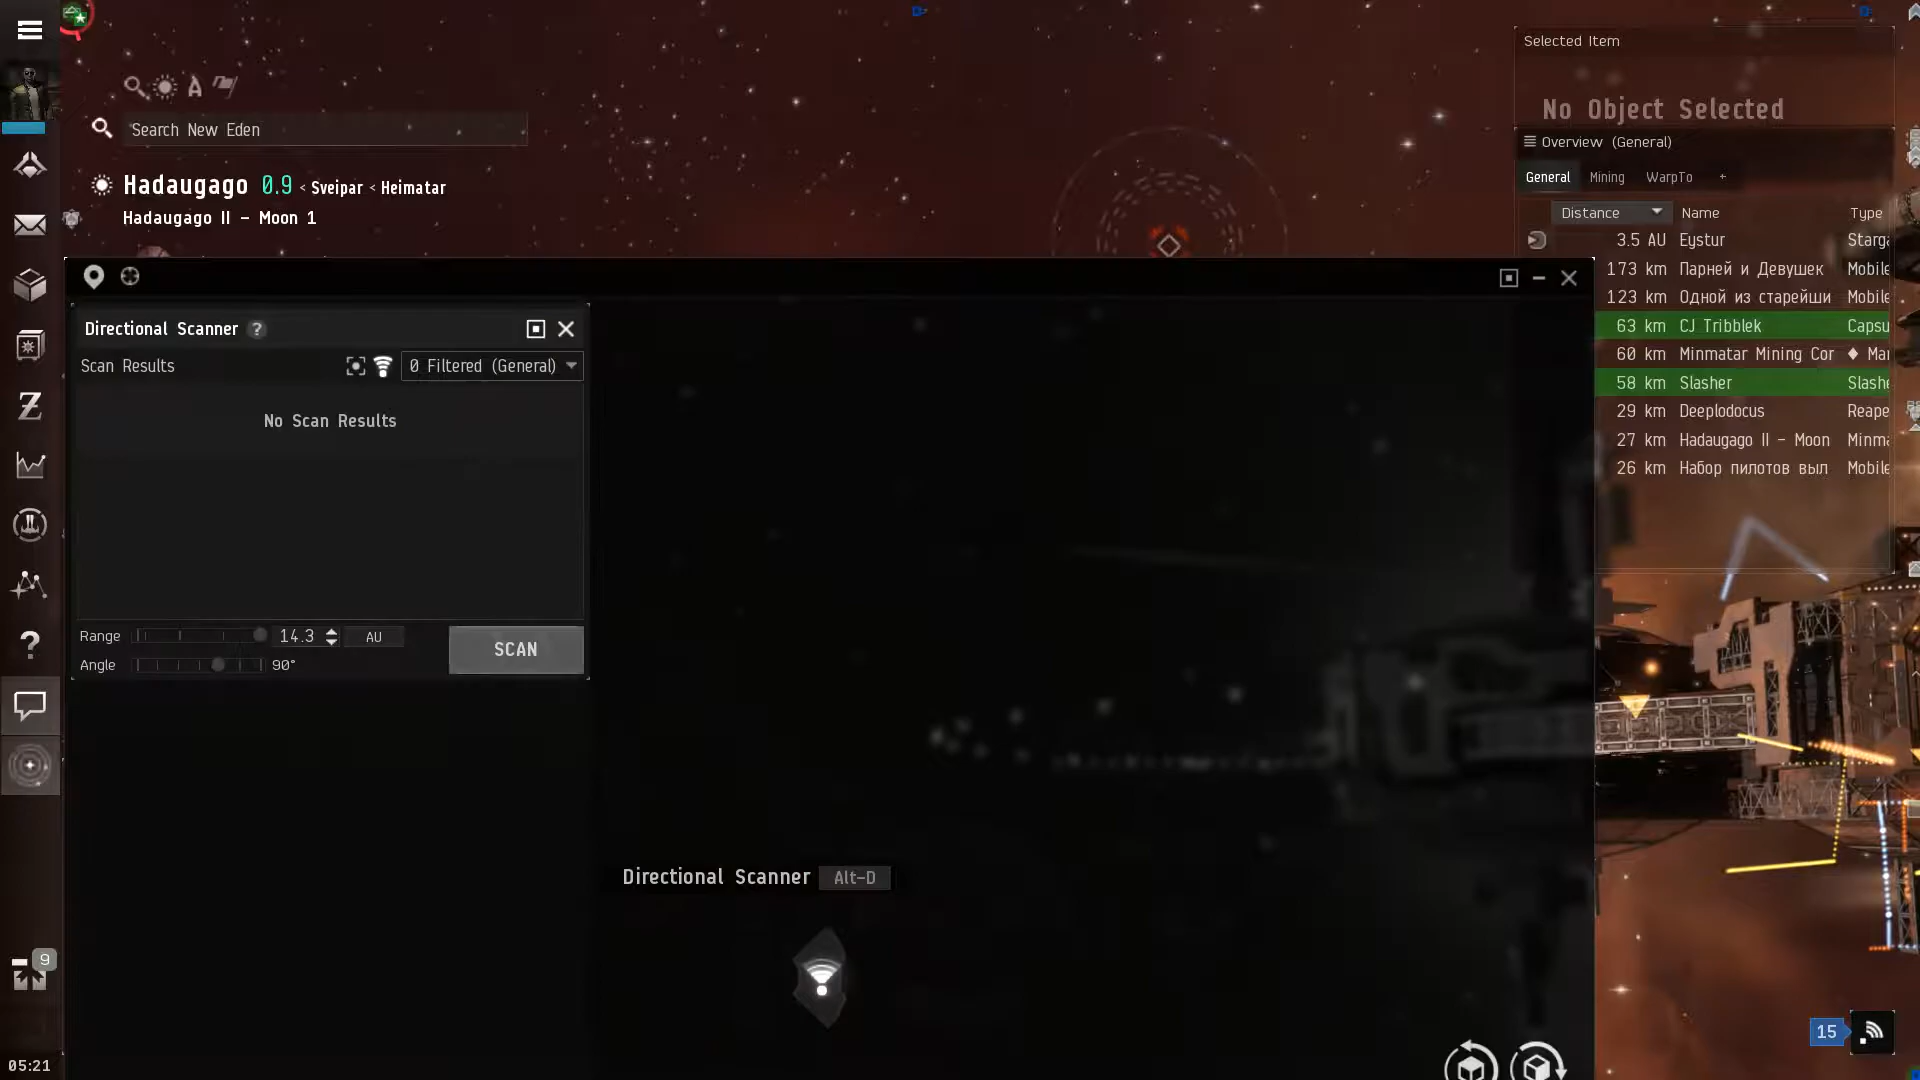 Search New Eden
Hadaugago 0.9 < Sveipar < Heimatar
Hadaugago II - Moon 1
Directional Scanner ?
Scan Results
0 Filtered (General)
No Scan Results
Range 14.3 AU
SCAN
Angle 90°
Directional Scanner Alt-D
Selected Item
No Object Selected
Overview (General)
General Mining WarpTo +
Distance Name Type
3.5 AU Eystur Starga
173 km Парней и Девушек Mobile
123 km Одной из старейши Mobile
63 km CJ Tribblek Capsu
60 km Minmatar Mining Cor ♦ Mar
58 km Slasher Slashe
29 km Deeplodocus Reape
27 km Hadaugago II - Moon Minma
26 km Набор пилотов выл Mobile
9
05:21
15